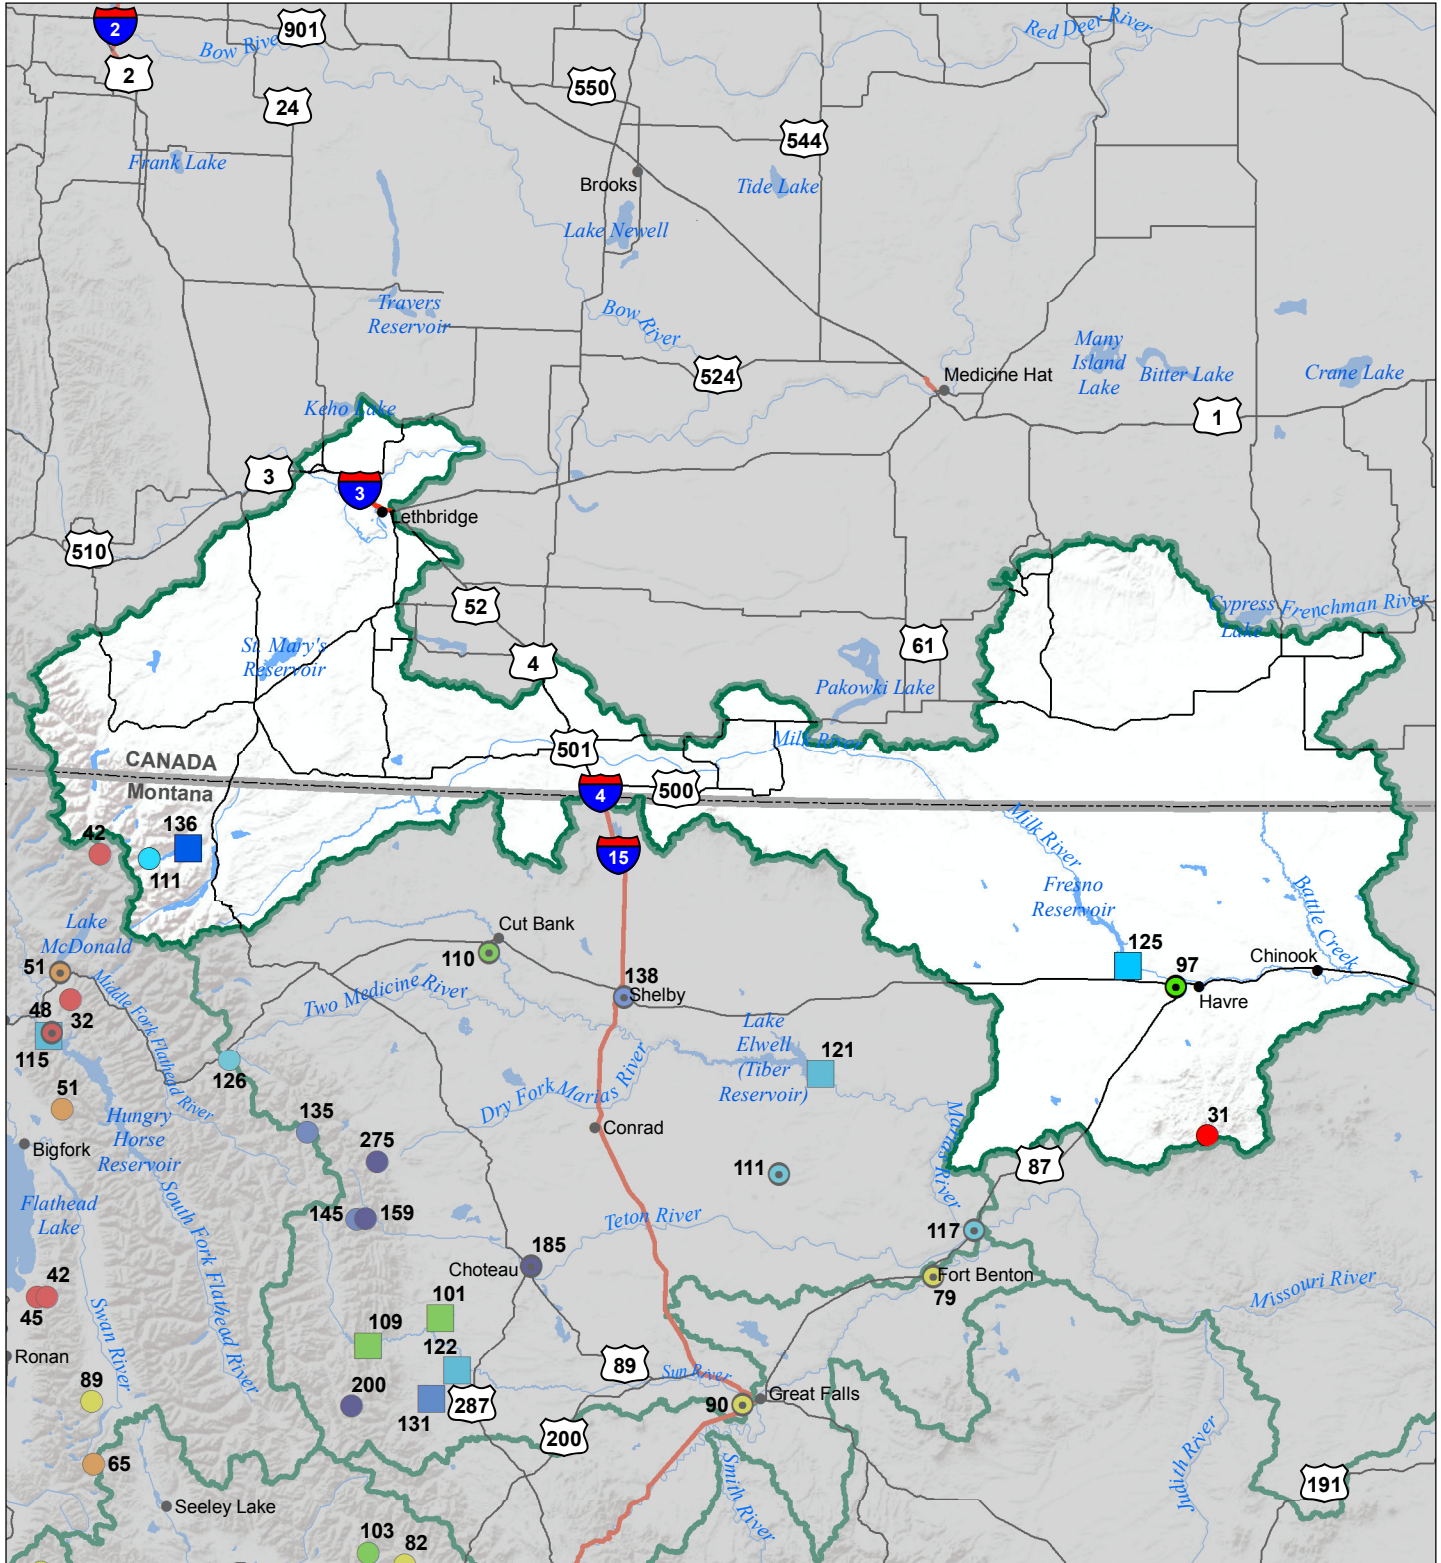 2
901
Bow River
Red Deer River
2
550
24
544
Frank Lake
Brooks
Tide Lake
Lake Newell
Travers
Reservoir
Bow River
Many
Island
Lake
Bitter Lake
Crane Lake
524
Medicine Hat
1
Keho Lake
3
3
Lethbridge
510
52
Cypress
Lake
Frenchman River
St. Mary's
Reservoir
4
61
Pakowki Lake
501
Milk River
CANADA
Montana
4
500
42
136
111
15
Milk River
Fresno
Reservoir
Battle Creek
Lake
McDonald
Cut Bank
110
125
97
Chinook
Havre
51
Middle Fork Flathead River
Two Medicine River
138
Shelby
48
32
115
Lake
Elwell
(Tiber
Reservoir)
121
126
51
Hungry
Horse
Reservoir
135
Dry Fork Marias River
Marias River
31
Bigfork
275
Conrad
111
87
Flathead
Lake
South Fork Flathead River
145
159
Teton River
117
185
Choteau
Fort Benton
79
42
45
Swan River
101
109
122
Missouri River
Ronan
89
Sun River
89
200
131
287
90
Great Falls
200
65
Smith River
Judith River
191
Seeley Lake
103
82